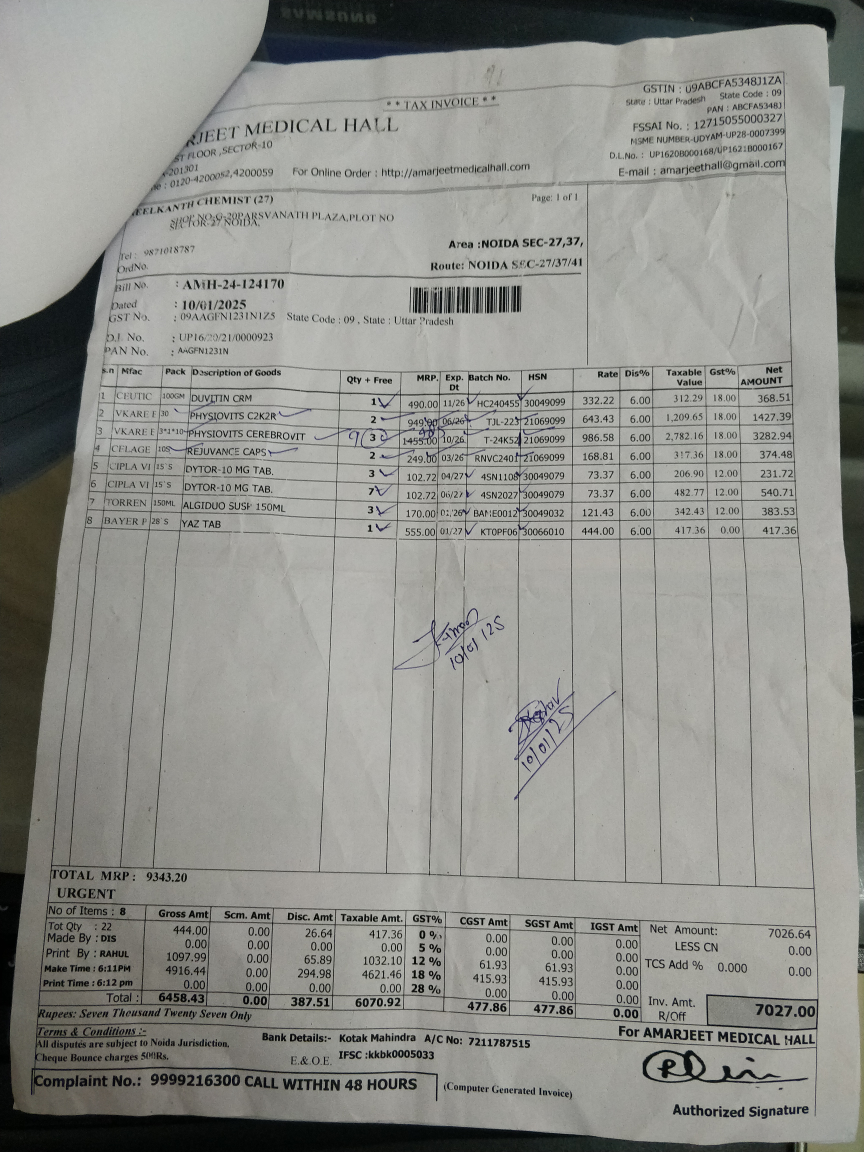 SAMSUNG
* * TAX INVOICE * *
GSTIN : 09ABCFA5348J1ZA
State : Uttar Pradesh State Code : 09
PAN : ABCFA5348J
FSSAI No. : 12715055000327
MSME NUMBER-UDYAM-UP28-0007399
D.L.No. : UP1620B000168/UP1621B000167
E-mail : amarjeethall@gmail.com
RJEET MEDICAL HALL
ST FLOOR ,SECTOR-10
-201301
ne : 0120-4200052,4200059 For Online Order : http://amarjeetmedicalhall.com
EELKANTH CHEMIST (27) Page: 1 of 1
SHOP NO.G-20PARSVANATH PLAZA,PLOT NO
SECTOR-27 NOIDA,
Tel : 9871018787 Area :NOIDA SEC-27,37,
OrdNo. Route: NOIDA SEC-27/37/41
Bill No. : AMH-24-124170
Dated : 10/01/2025
GST No. : 09AAGFN1231N1Z5 State Code : 09 , State : Uttar Pradesh
D.L. No. : UP16/20/21/0000923
PAN No. : AAGFN1231N
s.n Mfac Pack Description of Goods Qty + Free MRP. Exp. Dt Batch No. HSN Rate Dis% Taxable Value Gst% Net AMOUNT
1 CEUTIC 100GM DUVITIN CRM 1 490.00 11/26 HC240455 30049099 332.22 6.00 312.29 18.00 368.51
2 VKARE F 30 PHYSIOVITS C2K2R 2 949.00 06/26 TJL-223 21069099 643.43 6.00 1,209.65 18.00 1427.39
3 VKARE F 3*1*10 PHYSIOVITS CEREBROVIT 3 1455.00 10/26 T-24K52 21069099 986.58 6.00 2,782.16 18.00 3282.94
4 CELAGE 10S REJUVANCE CAPS 2 249.00 03/26 RNVC2401 21069099 168.81 6.00 317.36 18.00 374.48
5 CIPLA VI 15`S DYTOR-10 MG TAB. 3 102.72 04/27 4SN1108 30049079 73.37 6.00 206.90 12.00 231.72
6 CIPLA VI 15`S DYTOR-10 MG TAB. 7 102.72 06/27 4SN2027 30049079 73.37 6.00 482.77 12.00 540.71
7 TORREN 150ML ALGIDUO SUSP 150ML 3 170.00 01/26 BAME0012 30049032 121.43 6.00 342.43 12.00 383.53
8 BAYER F 28`S YAZ TAB 1 555.00 01/27 KT0PF06 30066010 444.00 6.00 417.36 0.00 417.36
10/01/25
10/01/25
TOTAL MRP : 9343.20
URGENT
No of Items : 8 Gross Amt Scm. Amt Disc. Amt Taxable Amt. GST% CGST Amt SGST Amt IGST Amt Net Amount: 7026.64
Tot Qty : 22 444.00 0.00 26.64 417.36 0 % 0.00 0.00 0.00 LESS CN 0.00
Made By : DIS 0.00 0.00 0.00 0.00 5 % 0.00 0.00 0.00 TCS Add % 0.000 0.00
Print By : RAHUL 1097.99 0.00 65.89 1032.10 12 % 61.93 61.93 0.00
Make Time : 6:11PM 4916.44 0.00 294.98 4621.46 18 % 415.93 415.93 0.00
Print Time : 6:12 pm 0.00 0.00 0.00 0.00 28 % 0.00 0.00 0.00
Total : 6458.43 0.00 387.51 6070.92 477.86 477.86 0.00 Inv. Amt. R/Off 7027.00
Rupees: Seven Thousand Twenty Seven Only
For AMARJEET MEDICAL HALL
Terms & Conditions :-
All disputes are subject to Noida Jurisdiction.
Cheque Bounce charges 500Rs.
Bank Details:- Kotak Mahindra A/C No: 7211787515
E.& O.E. IFSC :kkbk0005033
Complaint No.: 9999216300 CALL WITHIN 48 HOURS
(Computer Generated Invoice)
Authorized Signature